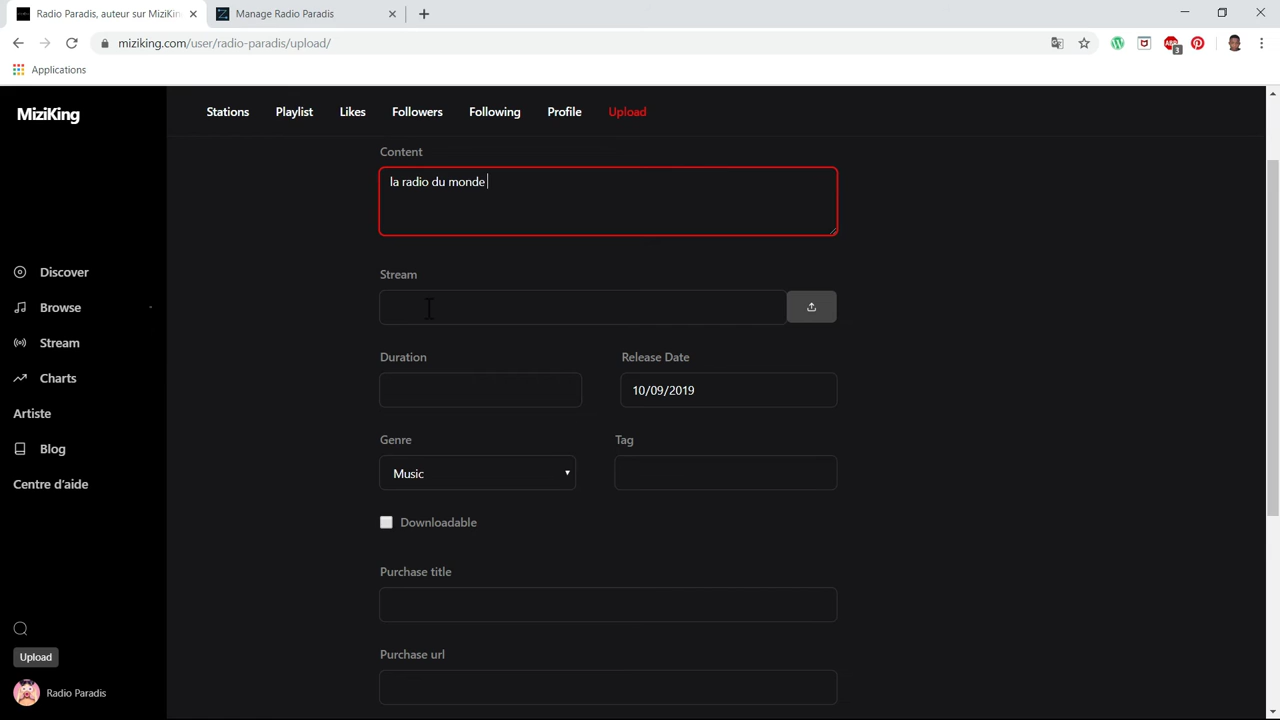 Radio Paradis, auteur sur MiziKin
Manage Radio Paradis
miziking.com/user/radio-paradis/upload/
ABP
3
Applications
MiziKing
Stations
Playlist
Likes
Followers
Following
Profile
Upload
Content
la radio du monde
Stream
Duration
Release Date
10/09/2019
Genre
Tag
Music
Downloadable
Purchase title
Purchase url
Discover
Browse
Stream
Charts
Artiste
Blog
Centre d'aide
Upload
Radio Paradis